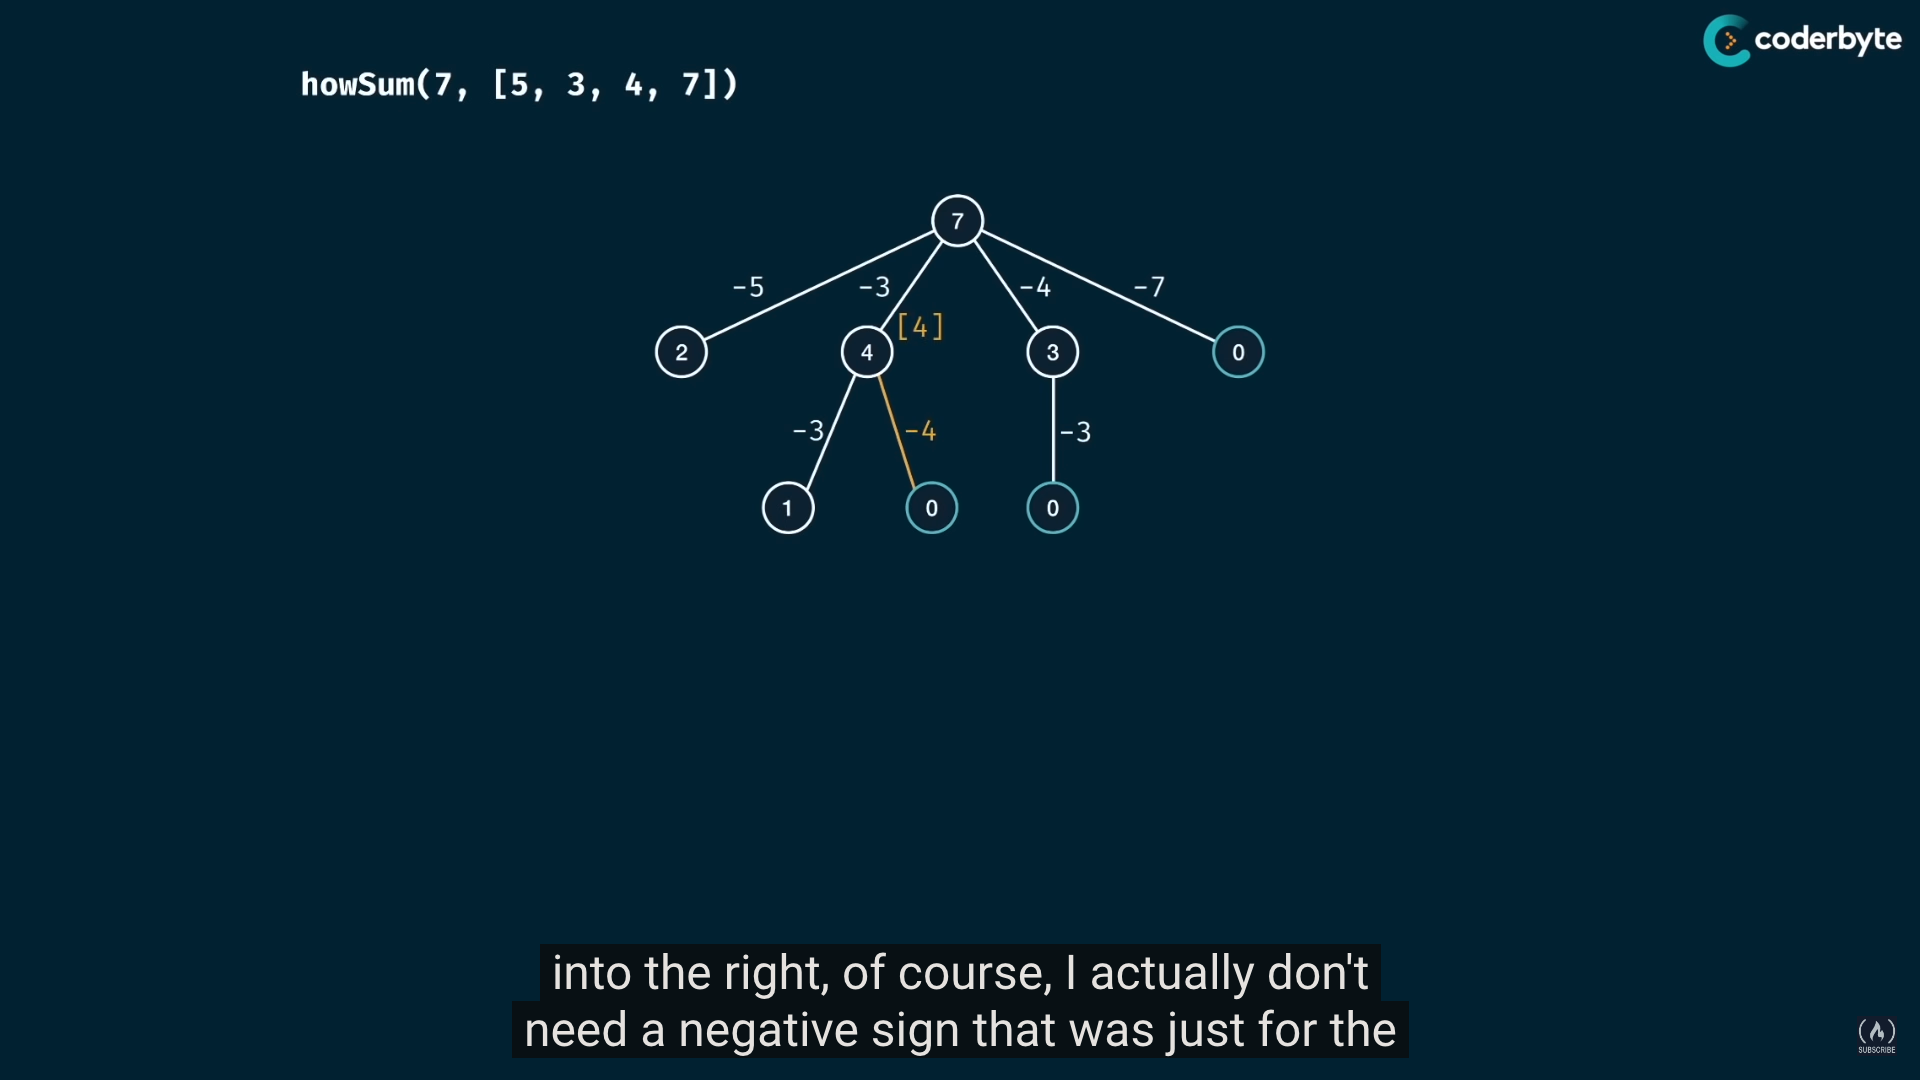 coderbyte
howSum(7, [5, 3, 4, 7])
7
-5 -3 -4 -7
[4]
2 4 3 0
-3 -4 -3
1 0 0
into the right, of course, I actually don't
need a negative sign that was just for the
SUBSCRIBE